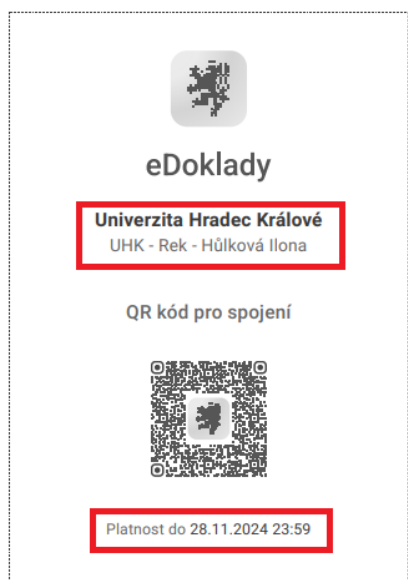 eDoklady
Univerzita Hradec Králové
UHK - Rek - Hůlková Ilona
QR kód pro spojení
Platnost do 28.11.2024 23:59